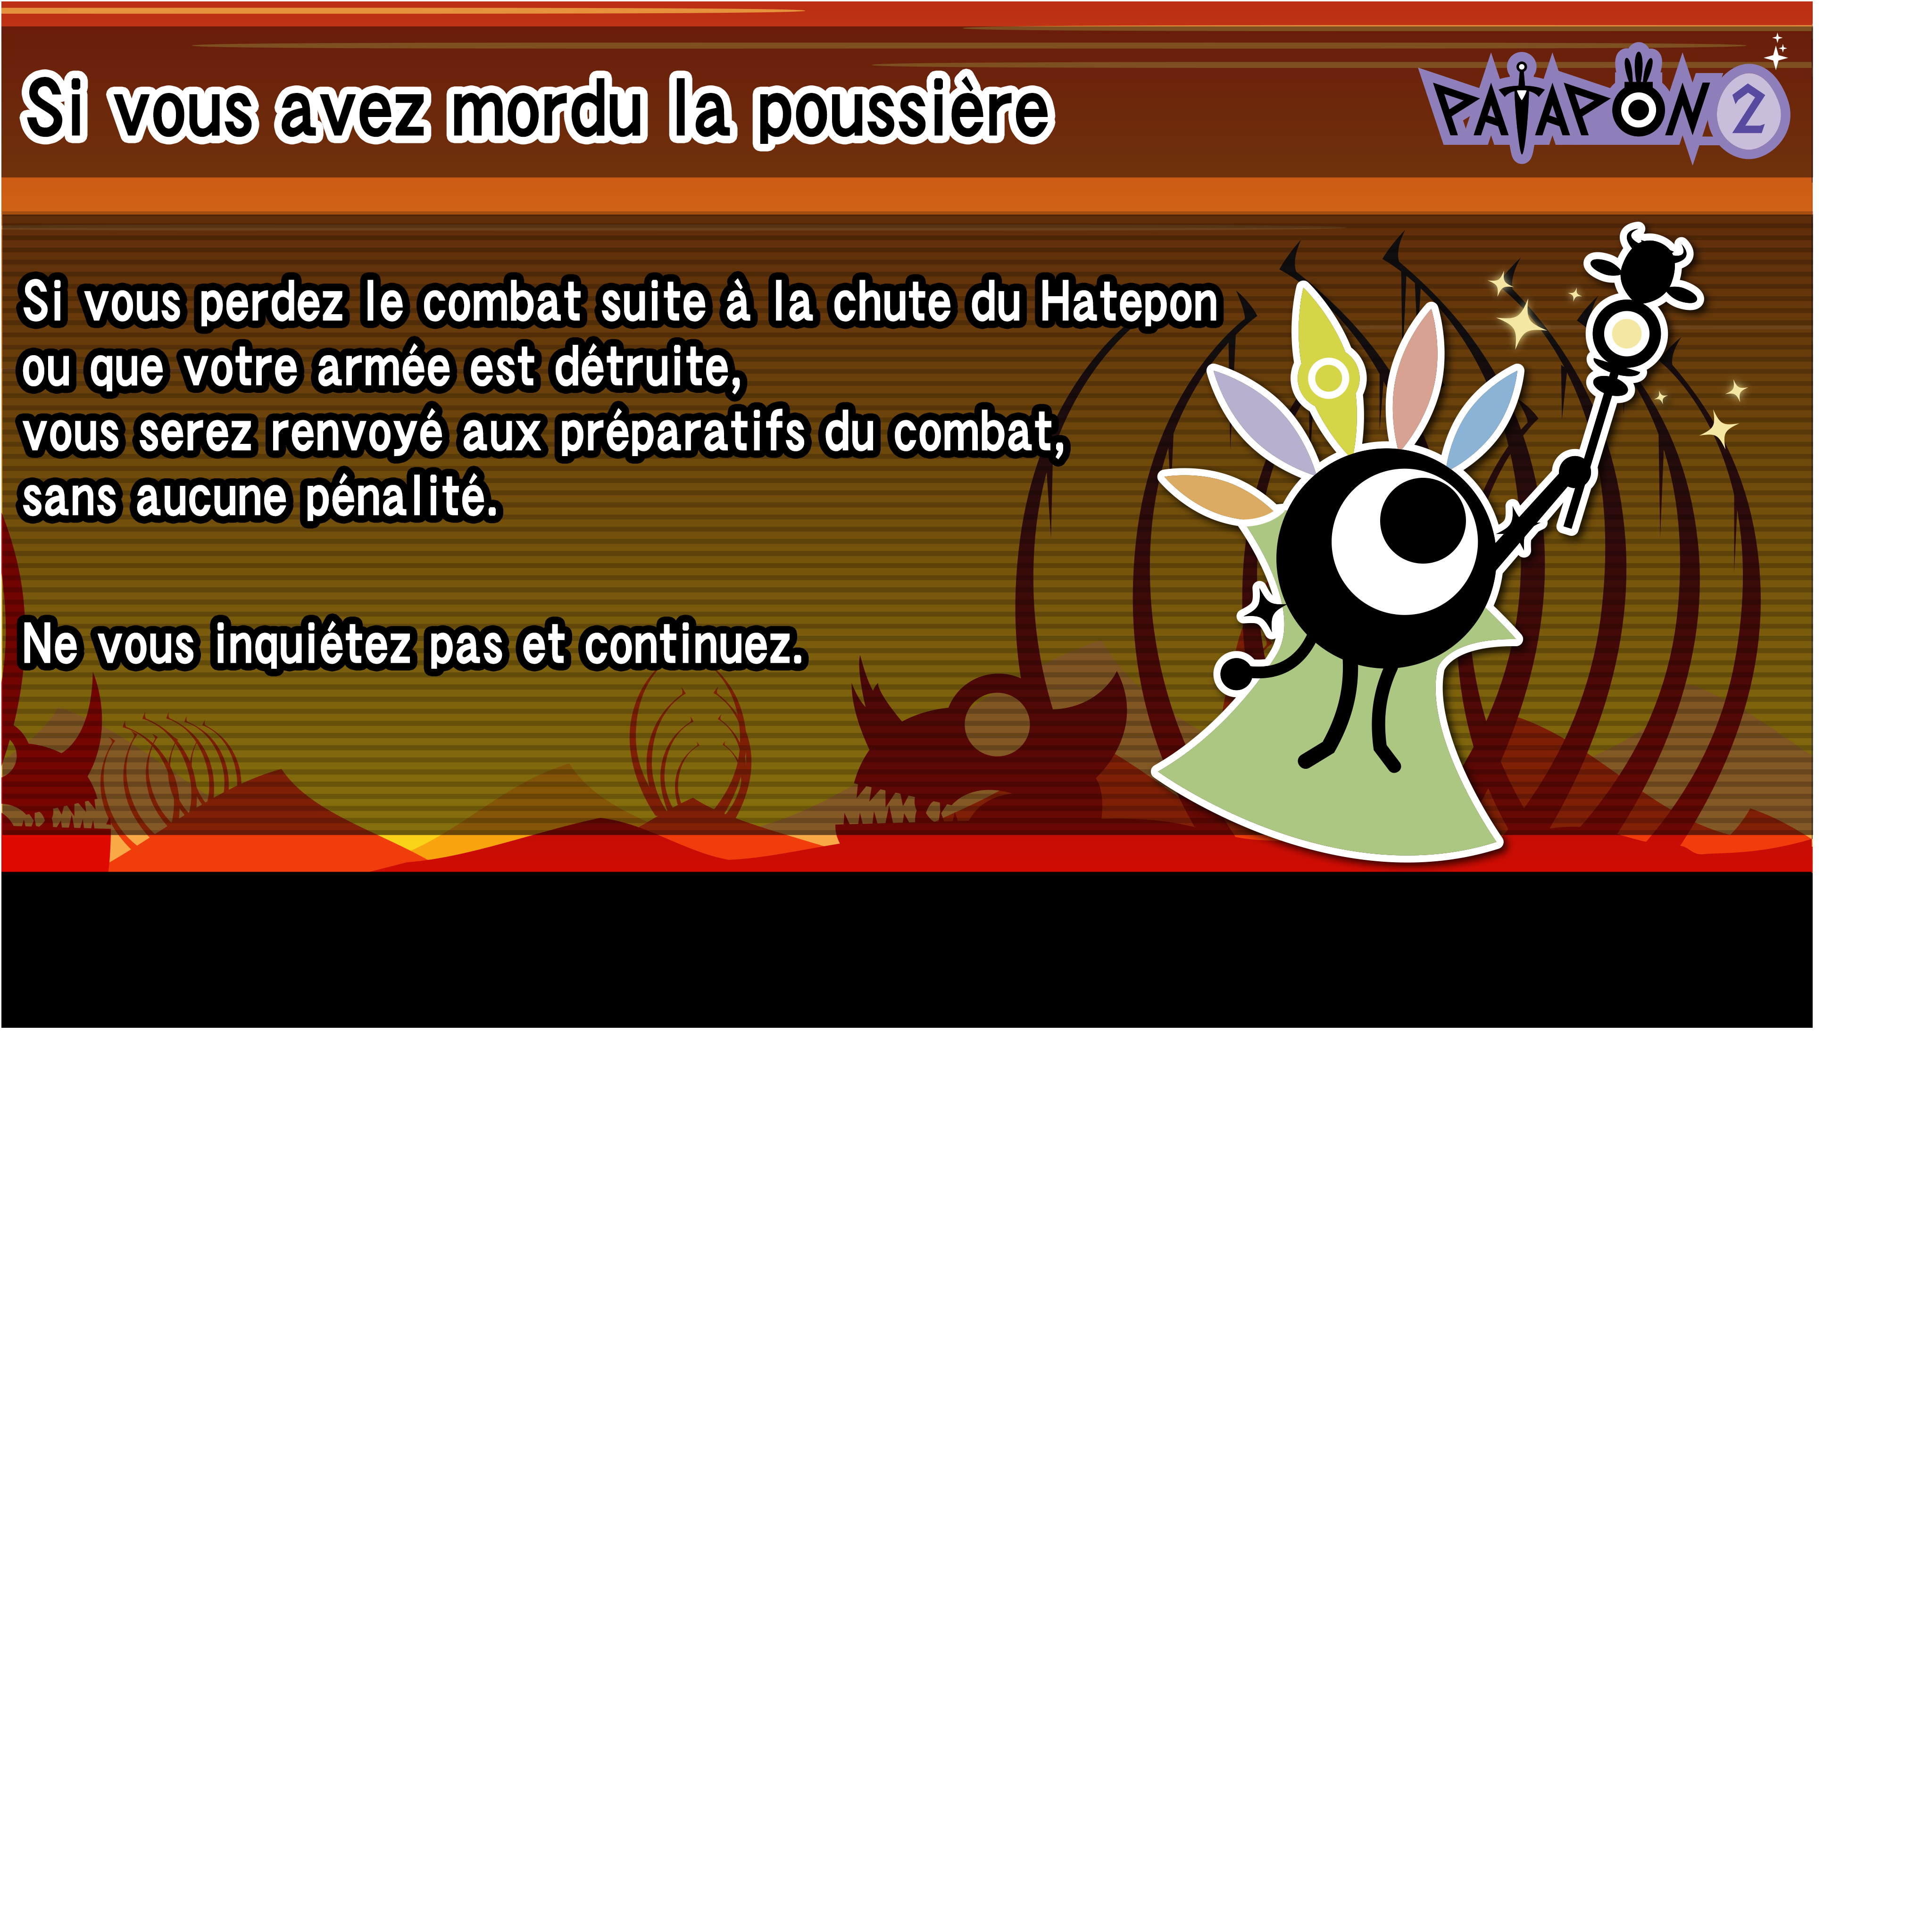 Si vous avez mordu la poussière
PATAPON 2
Si vous perdez le combat suite à la chute du Hatepon
ou que votre armée est détruite,
vous serez renvoyé aux préparatifs du combat,
sans aucune pénalité.
Ne vous inquiétez pas et continuez.